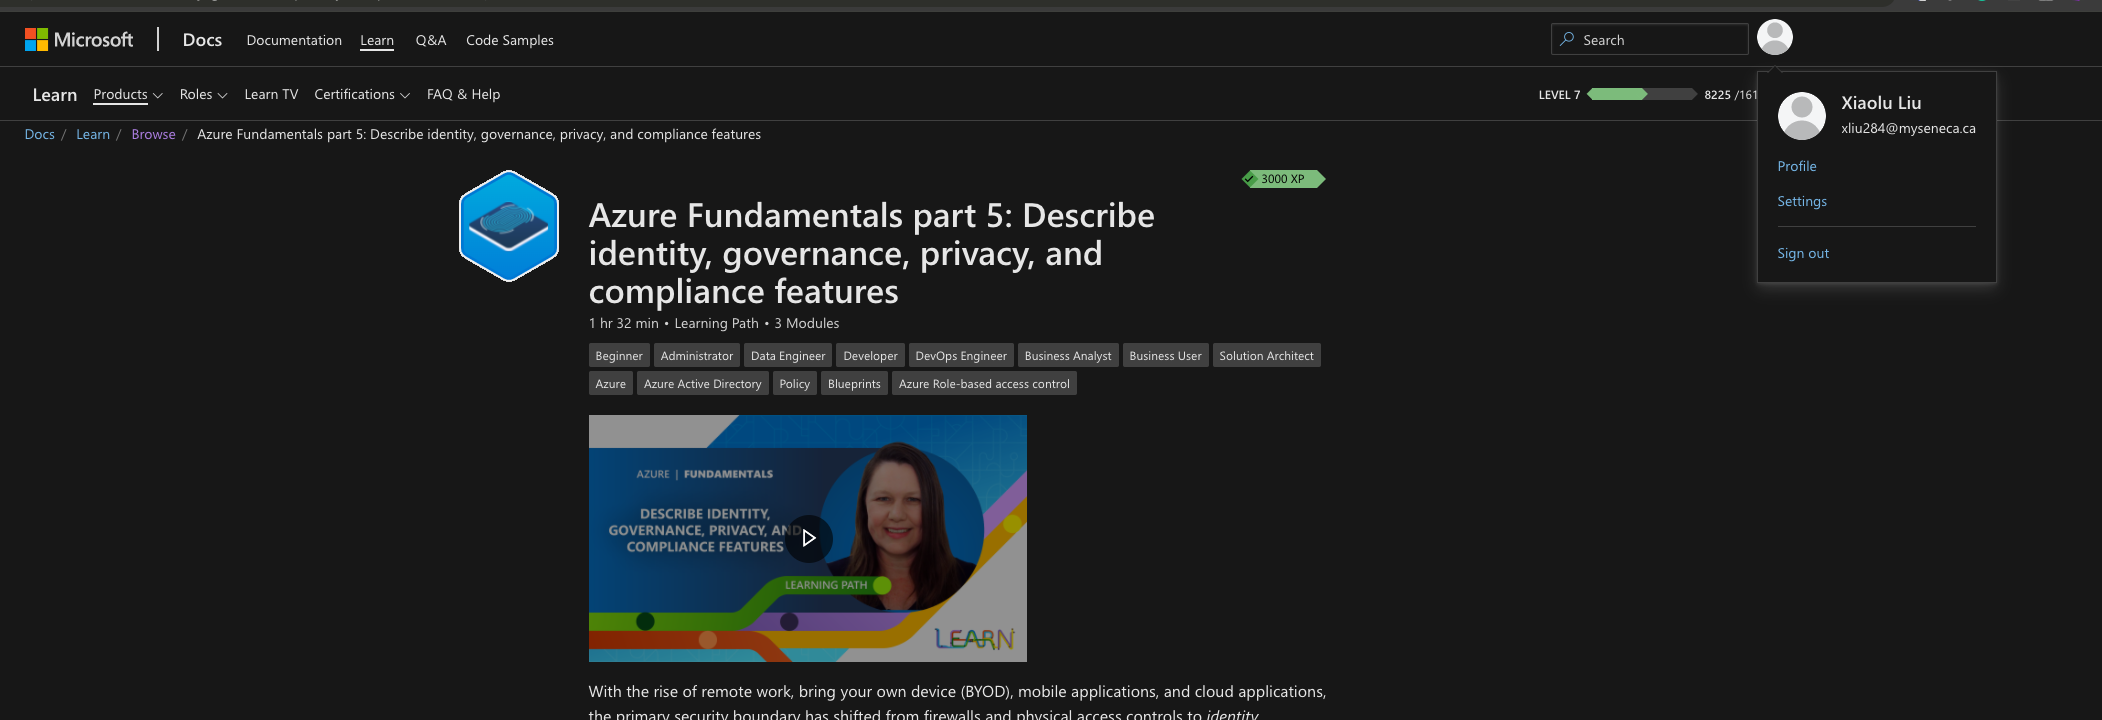 Microsoft
Docs
Documentation
Learn
Q&A
Code Samples
Search
Learn
Products
Roles
Learn TV
Certifications
FAQ & Help
LEVEL 7
8225 /161
Xiaolu Liu
xliu284@myseneca.ca
Profile
Settings
Sign out
Docs / Learn / Browse / Azure Fundamentals part 5: Describe identity, governance, privacy, and compliance features
3000 XP
Azure Fundamentals part 5: Describe
identity, governance, privacy, and
compliance features
1 hr 32 min • Learning Path • 3 Modules
Beginner Administrator Data Engineer Developer DevOps Engineer Business Analyst Business User Solution Architect
Azure Azure Active Directory Policy Blueprints Azure Role-based access control
AZURE | FUNDAMENTALS
DESCRIBE IDENTITY,
GOVERNANCE, PRIVACY, AND
COMPLIANCE FEATURES
LEARNING PATH
LEARN
With the rise of remote work, bring your own device (BYOD), mobile applications, and cloud applications,
the primary security boundary has shifted from firewalls and physical access controls to identity